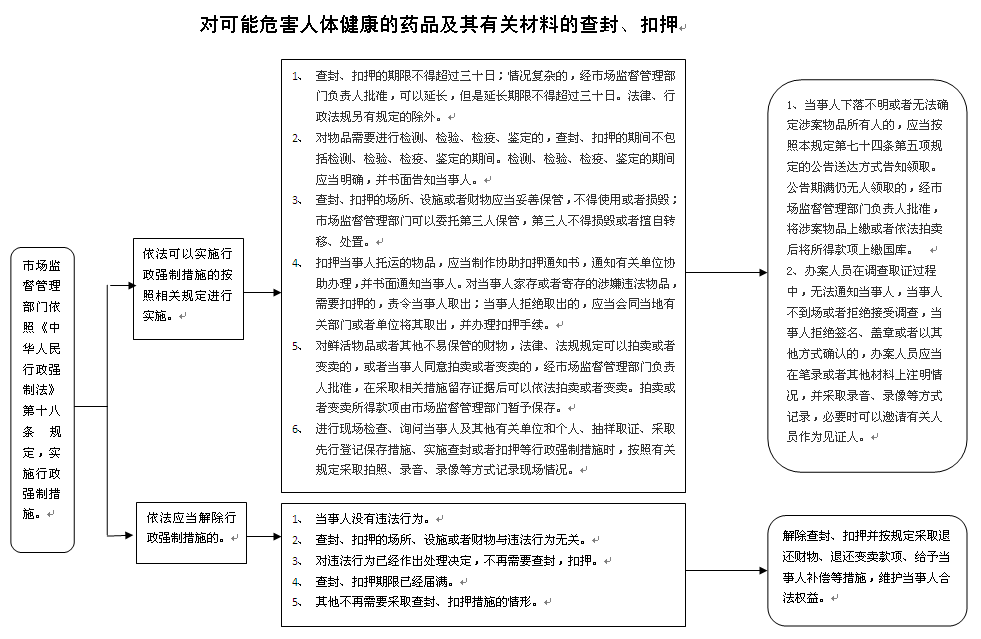 对可能危害人体健康的药品及其有关材料的查封、扣押
市场监
督管理
部门依
照《中
华人民
行政强
制法》
第十八
条规
定，实
施行政
强制措
施。
依法可以实施行
政强制措施的按
照相关规定进行
实施。
1、查封、扣押的期限不得超过三十日；情况复杂的，经市场监督管理部
门负责人批准，可以延长，但是延长期限不得超过三十日。法律、行
政法规另有规定的除外。
2、对物品需要进行检测、检验、检疫、鉴定的，查封、扣押的期间不包
括检测、检验、检疫、鉴定的期间。检测、检验、检疫、鉴定的期间
应当明确，并书面告知当事人。
3、查封、扣押的场所、设施或者财物应当妥善保管，不得使用或者损毁；
市场监督管理部门可以委托第三人保管，第三人不得损毁或者擅自转
移、处置。
4、扣押当事人托运的物品，应当制作协助扣押通知书，通知有关单位协
助办理，并书面通知当事人。对当事人家存或者寄存的涉嫌违法物品，
需要扣押的，责令当事人取出；当事人拒绝取出的，应当会同当地有
关部门或者单位将其取出，并办理扣押手续。
5、对鲜活物品或者其他不易保管的财物，法律、法规规定可以拍卖或者
变卖的，或者当事人同意拍卖或者变卖的，经市场监督管理部门负责
人批准，在采取相关措施留存证据后可以依法拍卖或者变卖。拍卖或
者变卖所得款项由市场监督管理部门暂予保存。
6、进行现场检查、询问当事人及其他有关单位和个人、抽样取证、采取
先行登记保存措施、实施查封或者扣押等行政强制措施时，按照有关
规定采取拍照、录音、录像等方式记录现场情况。
1、当事人下落不明或者无法确
定涉案物品所有人的，应当按
照本规定第七十四条第五项规
定的公告送达方式告知领取。
公告期满仍无人领取的，经市
场监督管理部门负责人批准，
将涉案物品上缴或者依法拍卖
后将所得款项上缴国库。
2、办案人员在调查取证过程
中，无法通知当事人，当事人
不到场或者拒绝接受调查，当
事人拒绝签名、盖章或者以其
他方式确认的，办案人员应当
在笔录或者其他材料上注明情
况，并采取录音、录像等方式
记录，必要时可以邀请有关人
员作为见证人。
依法应当解除行
政强制措施的。
1、当事人没有违法行为。
2、查封、扣押的场所、设施或者财物与违法行为无关。
3、对违法行为已经作出处理决定，不再需要查封，扣押。
4、查封、扣押期限已经届满。
5、其他不再需要采取查封、扣押措施的情形。
解除查封、扣押并按规定采取退
还财物、退还变卖款项、给予当
事人补偿等措施，维护当事人合
法权益。